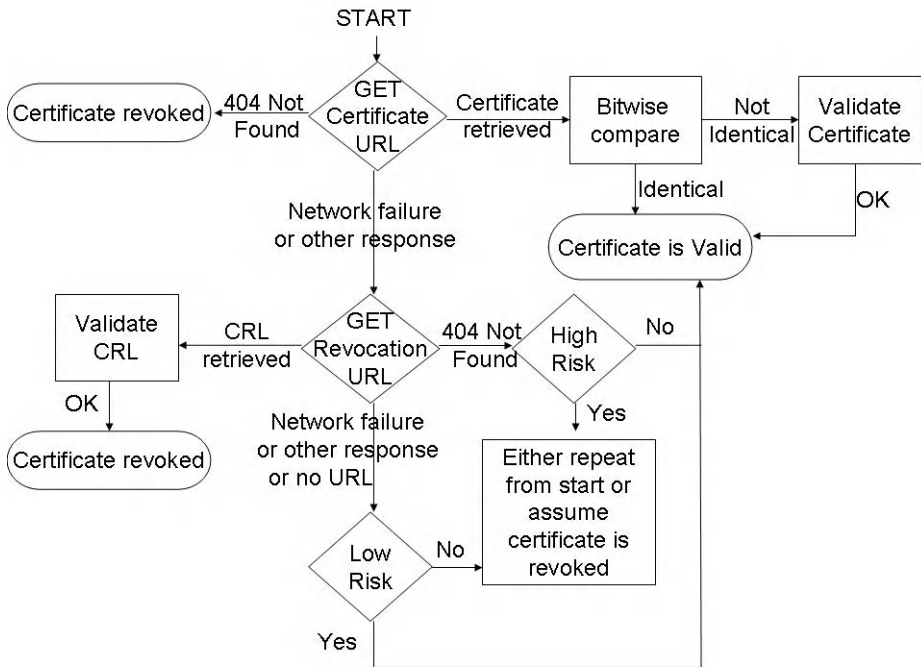 START
GET
Certificate
URL
404 Not
Found
Certificate revoked
Certificate
retrieved
Bitwise
compare
Not
Identical
Validate
Certificate
Identical
OK
Certificate is Valid
Network failure
or other response
GET
Revocation
URL
CRL
retrieved
Validate
CRL
OK
Certificate revoked
404 Not
Found
High
Risk
No
Yes
Either repeat
from start or
assume
certificate is
revoked
Network failure
or other response
or no URL
Low
Risk
No
Yes